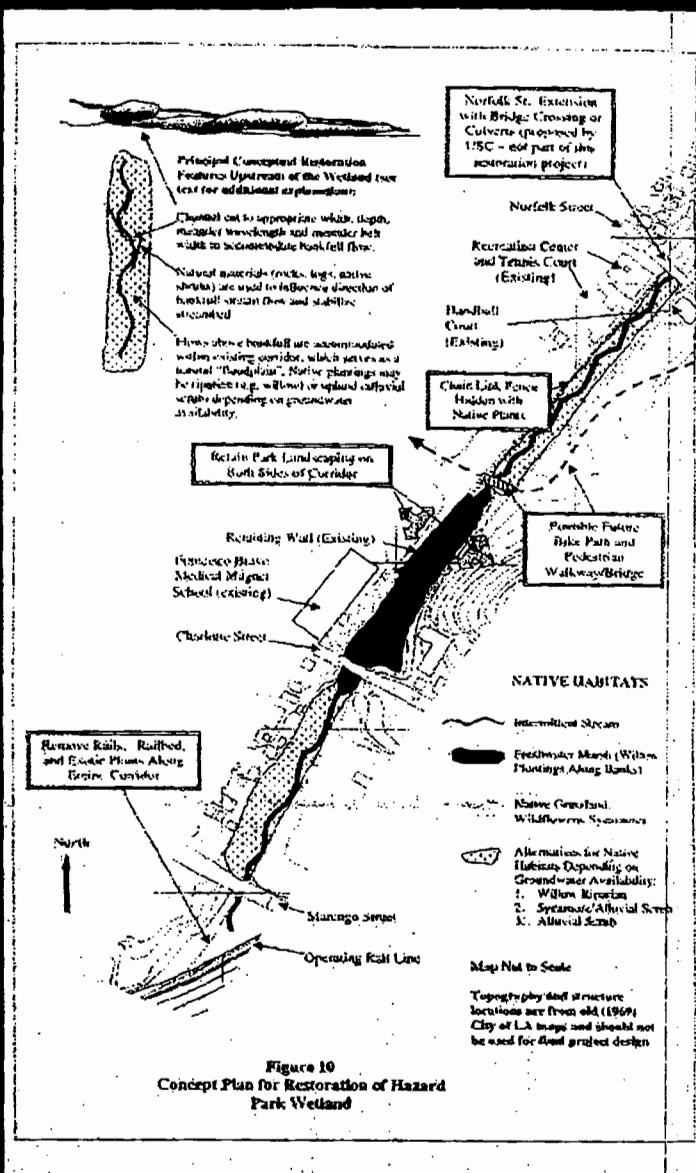 Norfolk St. Extension
with Bridge Crossing or
Culverts (proposed by
USC – not part of this
restoration project)
Principal Conceptual Restoration
Features Upstream of the Wetland (see
text for additional explanation)
Channel cut to appropriate width, depth,
meander wavelength and meander belt
width to accommodate bankfull flow.
Natural materials (rocks, logs, native
shrubs) are used to influence direction of
bankfull stream flow and stabilize
streambed
Flows above bankfull are accommodated
within existing corridor, which serves as a
natural "floodplain". Native plantings may
be riparian (e.g. willow) or upland (alluvial
scrub) depending on groundwater
availability.
Norfolk Street
Recreation Center
and Tennis Court
(Existing)
Handball
Court
(Existing)
Chain Link Fence
Hidden with
Native Plants
Retain Park Landscaping on
Both Sides of Corridor
Retaining Wall (Existing)
Francisco Bravo
Medical Magnet
School (existing)
Charlotte Street
Possible Future
Bike Path and
Pedestrian
Walkway/Bridge
NATIVE HABITATS
Intermittent Stream
Freshwater Marsh (Willow
Plantings Along Banks)
Native Grassland,
Wildflowers, Sycamores
Alternatives for Native
Habitats Depending on
Groundwater Availability:
1. Willow Riparian
2. Sycamore/Alluvial Scrub
3. Alluvial Scrub
Remove Rails, Railbed,
and Exotic Plants Along
Entire Corridor
North
Marengo Street
Operating Rail Line
Map Not to Scale
Topography and structure
locations are from old (1969)
City of LA maps and should not
be used for final project design
Figure 10
Concept Plan for Restoration of Hazard
Park Wetland